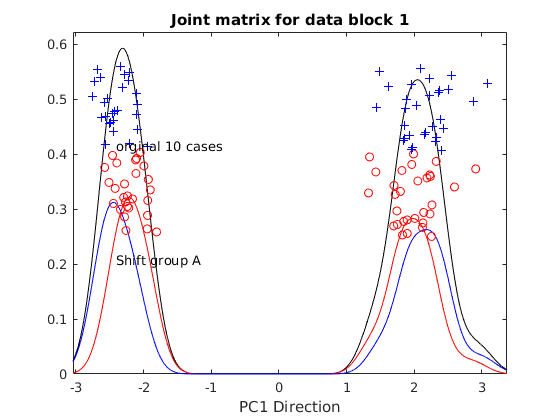 Joint matrix for data block 1
0.6
0.5
0.4
0.3
0.2
0.1
0
orginal 10 cases
Shift group A
-3 -2 -1 0 1 2 3
PC1 Direction